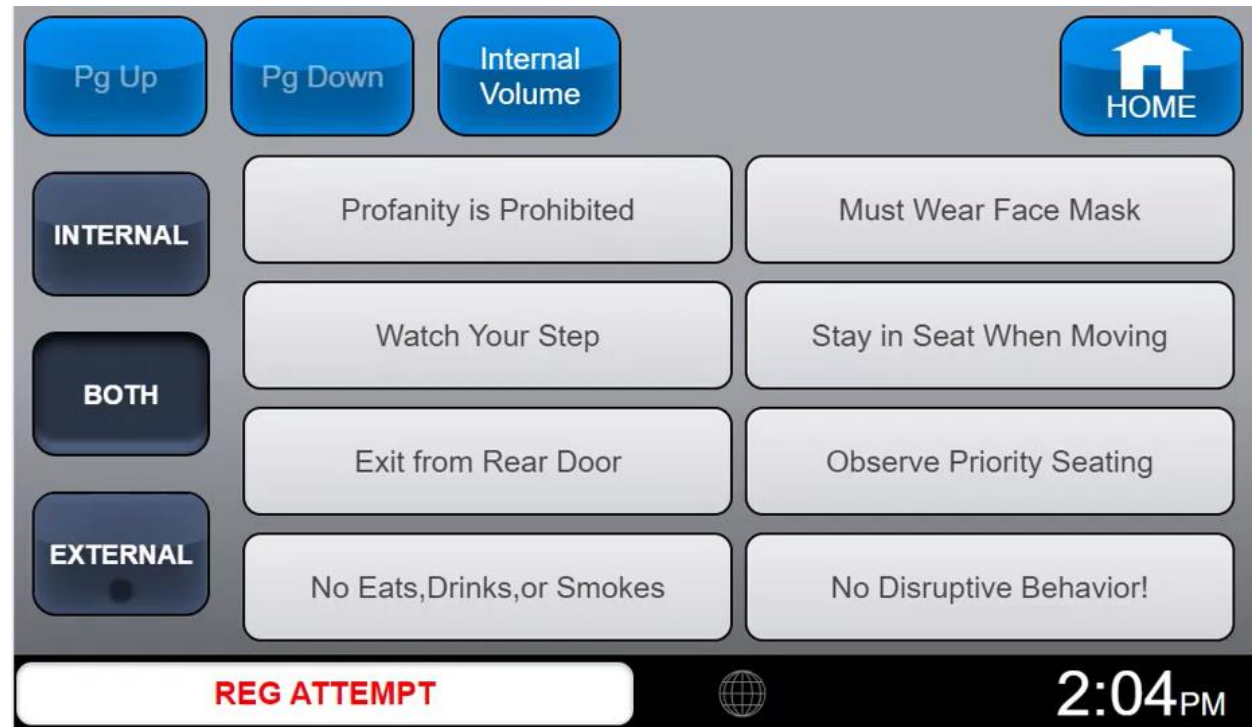 Pg Up
Pg Down
Internal
Volume
HOME
INTERNAL
BOTH
EXTERNAL
Profanity is Prohibited
Must Wear Face Mask
Watch Your Step
Stay in Seat When Moving
Exit from Rear Door
Observe Priority Seating
No Eats,Drinks,or Smokes
No Disruptive Behavior!
REG ATTEMPT
2:04PM